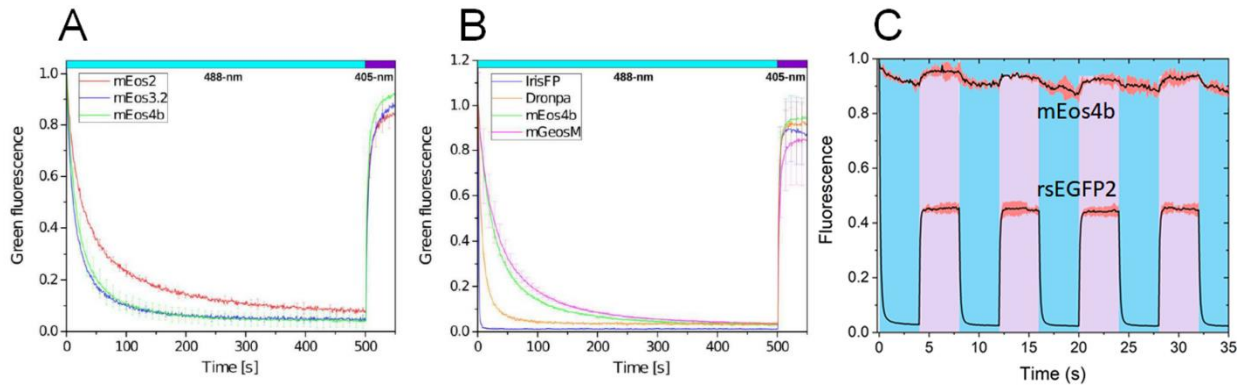 A
488-nm
405-nm
mEos2
mEos3.2
mEos4b
1.0
0.8
0.6
0.4
0.2
0.0
Green fluorescence
0
100
200
300
400
500
Time [s]
B
488-nm
405-nm
IrisFP
Dronpa
mEos4b
mGeosM
1.2
1.0
0.8
0.6
0.4
0.2
0.0
Green fluorescence
0
100
200
300
400
500
Time [s]
C
mEos4b
rsEGFP2
1.0
0.8
0.6
0.4
0.2
0.0
Fluorescence
0
5
10
15
20
25
30
35
Time (s)